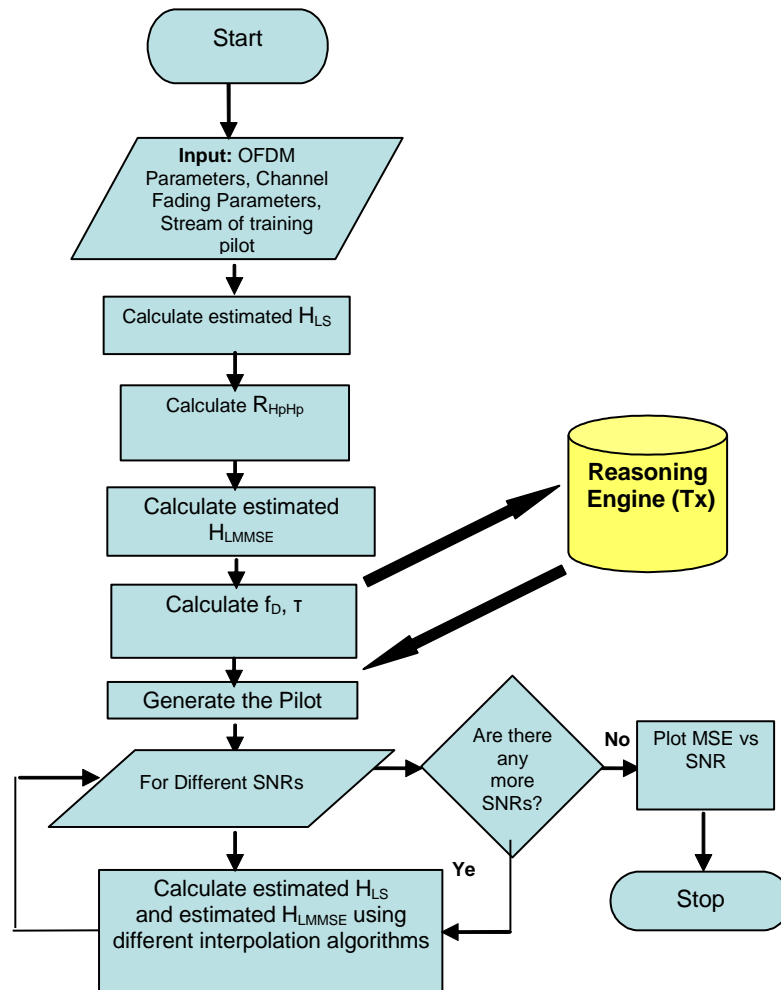 Start
Input: OFDM
Parameters, Channel
Fading Parameters,
Stream of training
pilot
Calculate estimated HLS
Calculate RHpHp
Calculate estimated
HLMMSE
Reasoning
Engine (Tx)
Calculate fD, τ
Generate the Pilot
For Different SNRs
Are there
any
more
SNRs?
No
Plot MSE vs
SNR
Ye
Calculate estimated HLS
and estimated HLMMSE using
different interpolation algorithms
Stop